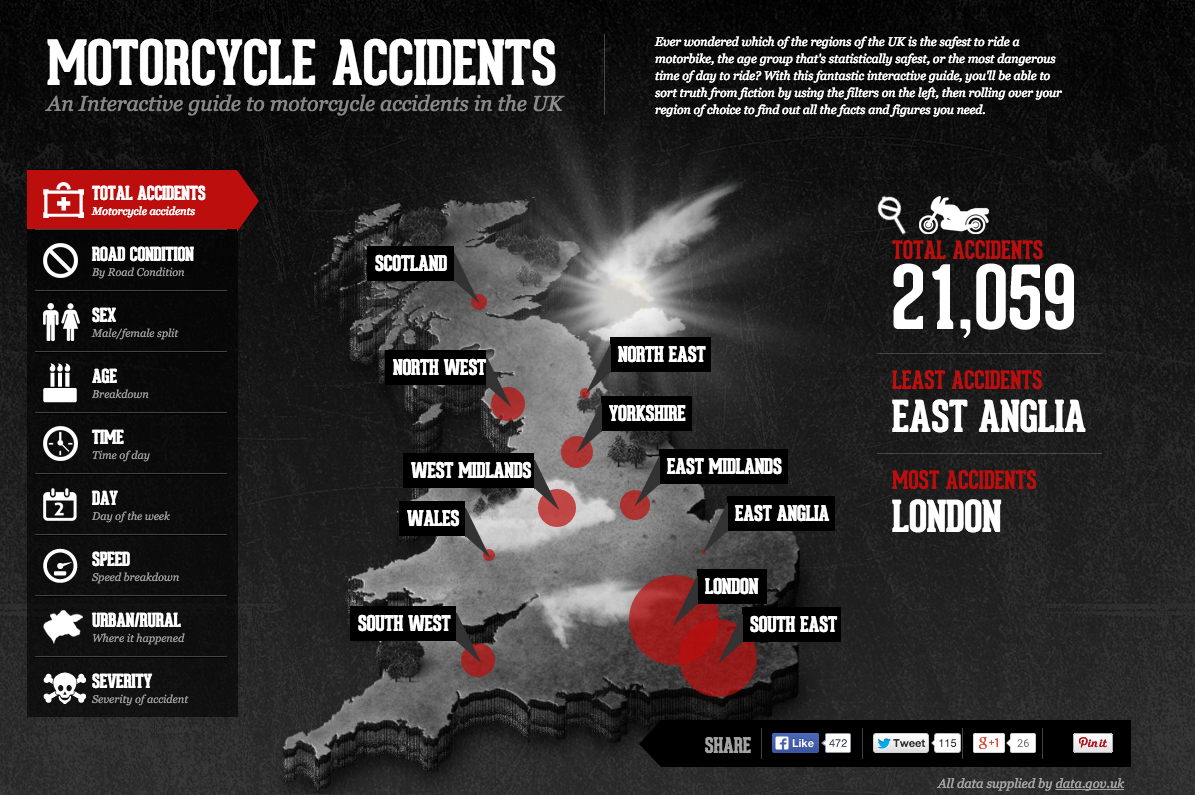 MOTORCYCLE ACCIDENTS
An Interactive guide to motorcycle accidents in the UK
Ever wondered which of the regions of the UK is the safest to ride a
motorbike, the age group that's statistically safest, or the most dangerous
time of day to ride? With this fantastic interactive guide, you'll be able to
sort truth from fiction by using the filters on the left, then rolling over your
region of choice to find out all the facts and figures you need.
TOTAL ACCIDENTS
Motorcycle accidents
ROAD CONDITION
By Road Condition
SEX
Male/female split
AGE
Breakdown
TIME
Time of day
2
DAY
Day of the week
SPEED
Speed breakdown
URBAN/RURAL
Where it happened
SEVERITY
Severity of accident
SCOTLAND
NORTH WEST
NORTH EAST
YORKSHIRE
WEST MIDLANDS
EAST MIDLANDS
WALES
EAST ANGLIA
LONDON
SOUTH WEST
SOUTH EAST
TOTAL ACCIDENTS
21,059
LEAST ACCIDENTS
EAST ANGLIA
MOST ACCIDENTS
LONDON
SHARE
f Like 472
Tweet 115
g+1 26
Pin it
All data supplied by data.gov.uk